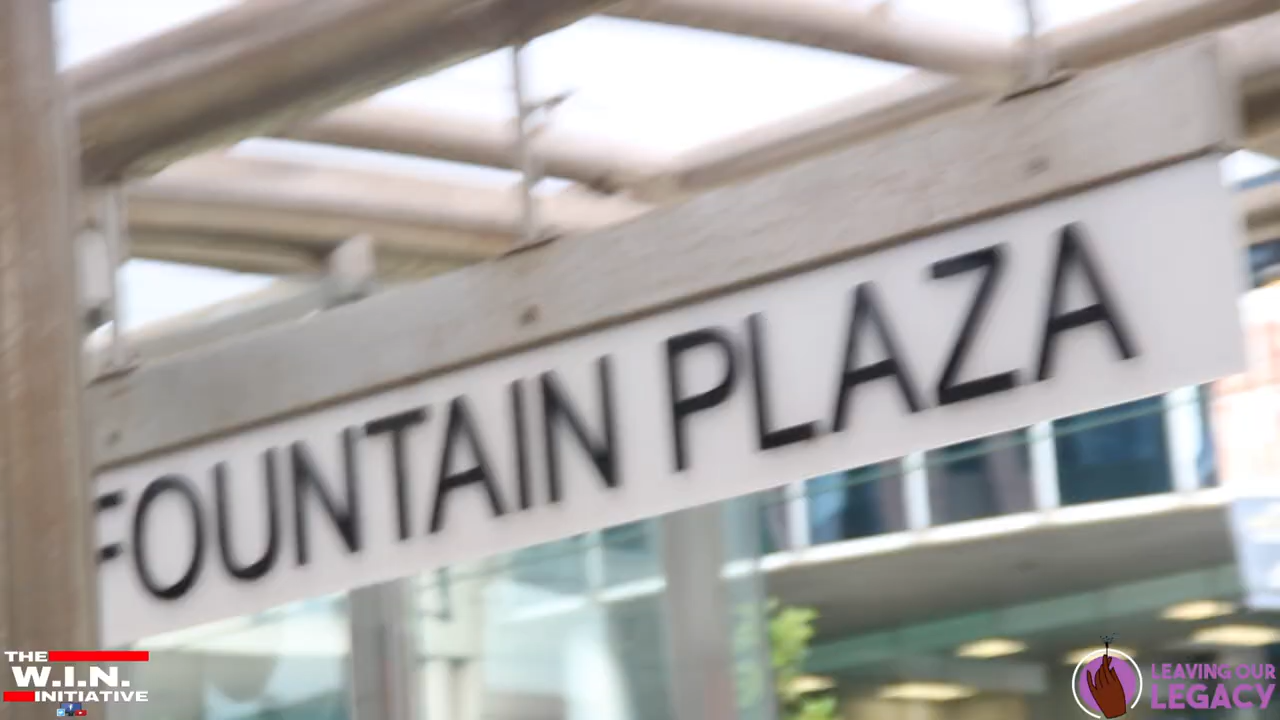 FOUNTAIN PLAZA
THE
W.I.N.
INITIATIVE
LEAVING OUR
LEGACY